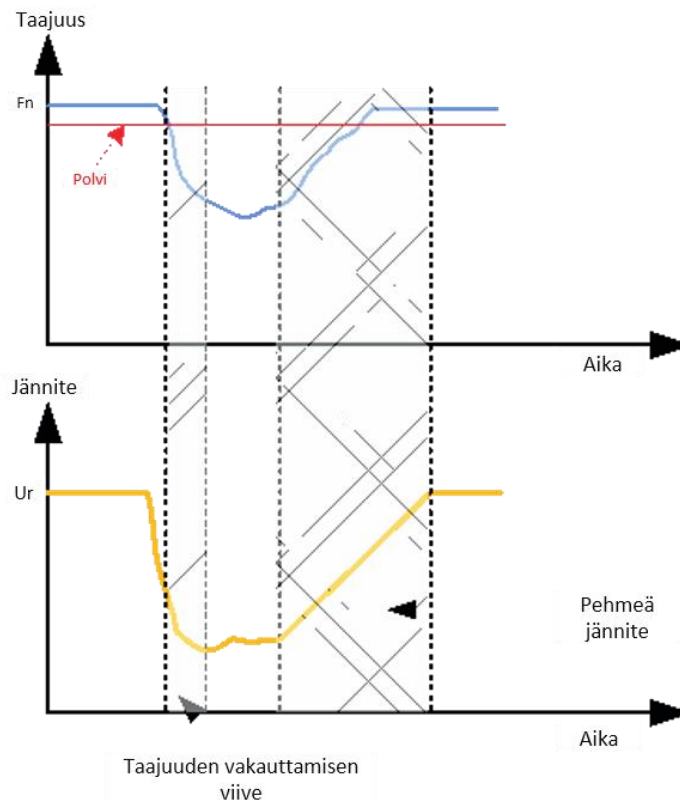 Taajuus
Fn
Polvi
Aika
Jännite
Ur
Pehmeä
jännite
Aika
Taajuuden vakauttamisen
viive